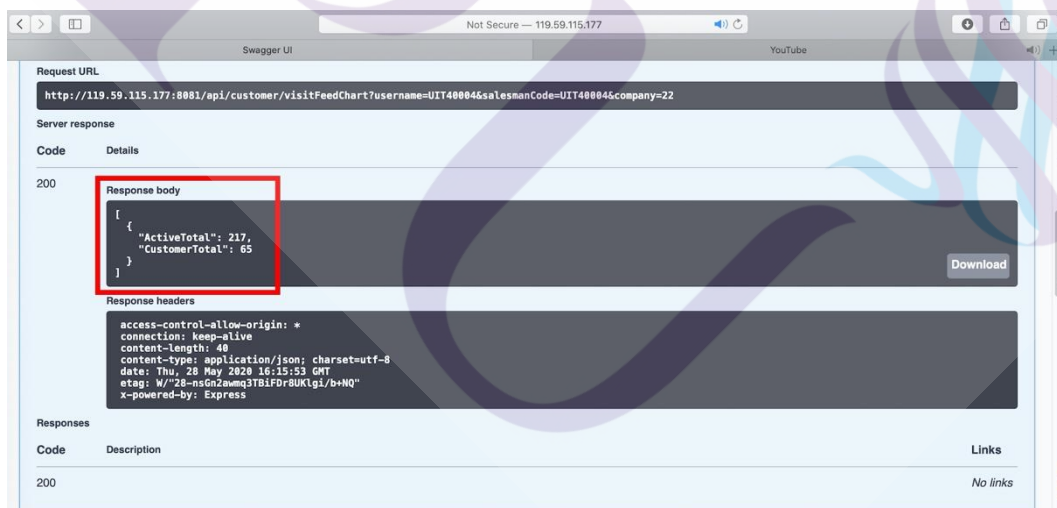 Not Secure — 119.59.115.177
Swagger UI
YouTube
Request URL
http://119.59.115.177:8081/api/customer/visitFeedChart?username=UIT40004&salesmanCode=UIT40004&company=22
Server response
Code Details
200
Response body
[
{
"ActiveTotal": 217,
"CustomerTotal": 65
}
]
Download
Response headers
access-control-allow-origin: *
connection: keep-alive
content-length: 40
content-type: application/json; charset=utf-8
date: Thu, 28 May 2020 16:15:53 GMT
etag: W/"28-nsGn2awmq3TBiFDr8UKlgi/b+NQ"
x-powered-by: Express
Responses
Code Description Links
200 No links